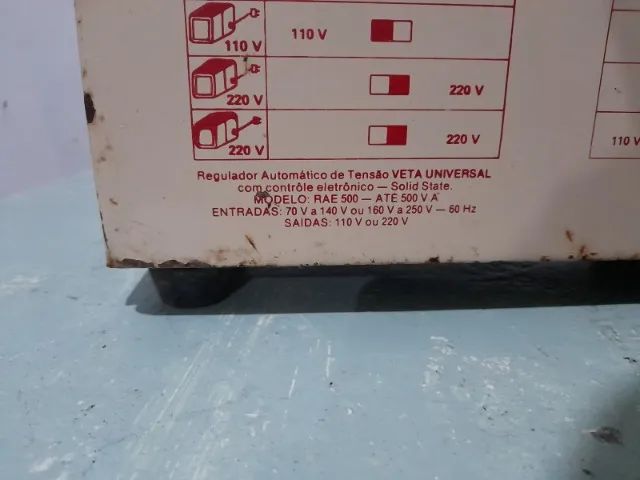 110 V 110 V
220 V 220 V
220 V 220 V
110 V
Regulador Automático de Tensão VETA UNIVERSAL
com contrôle eletrônico — Solid State.
MODELO: RAE 500 — ATÉ 500 V A
ENTRADAS: 70 V a 140 V ou 160 V a 250 V — 60 Hz
SAÍDAS: 110 V ou 220 V